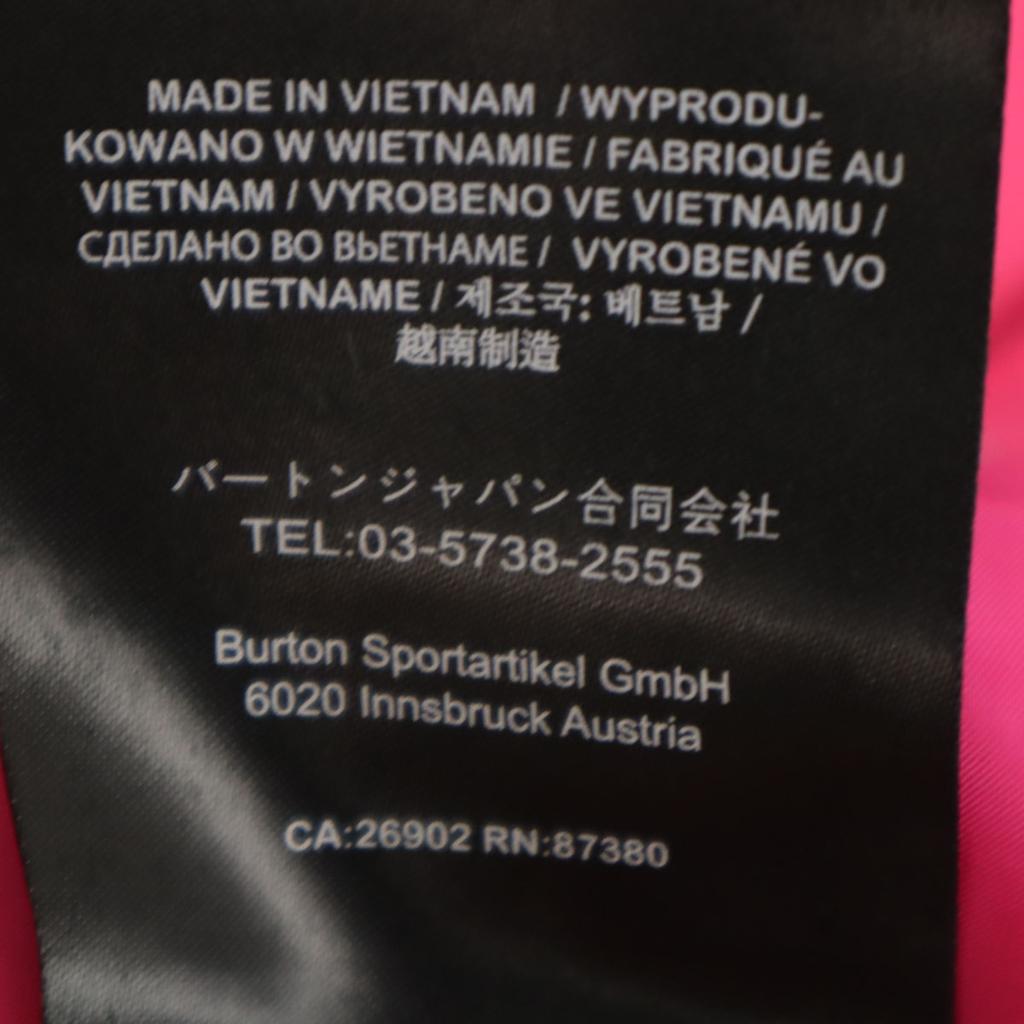 MADE IN VIETNAM / WYPRODU-
KOWANO W WIETNAMIE / FABRIQUÉ AU
VIETNAM / VYROBENO VE VIETNAMU /
СДЕЛАНО ВО ВЬЕТНАМЕ / VYROBENÉ VO
VIETNAME / 제조국: 베트남 /
越南制造
バートンジャパン合同会社
TEL:03-5738-2555
Burton Sportartikel GmbH
6020 Innsbruck Austria
CA:26902 RN:87380